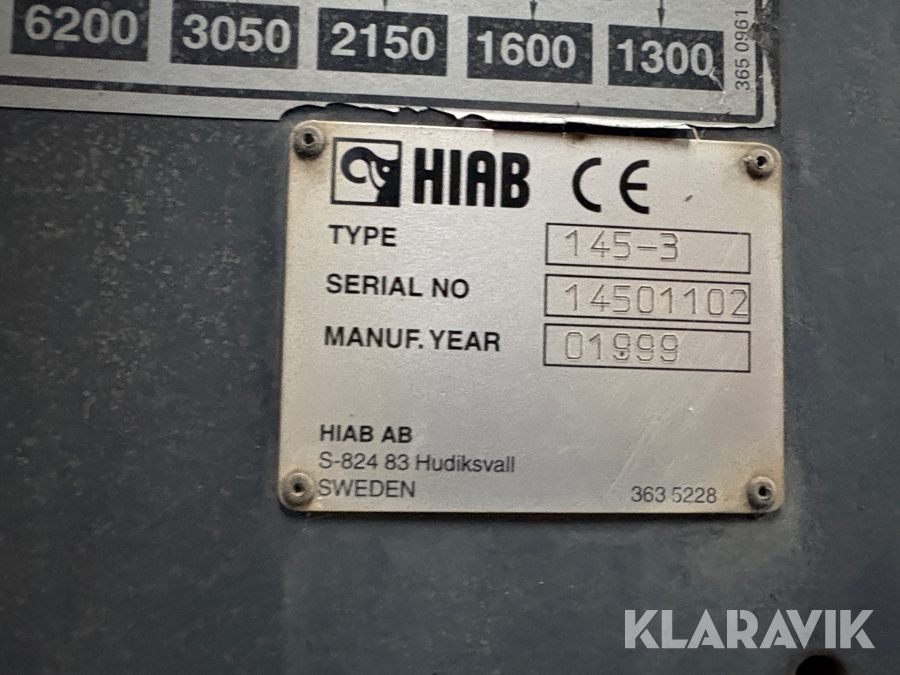 6200 3050 2150 1600 1300
365 0961
HIAB CE
TYPE 145-3
SERIAL NO 14501102
MANUF. YEAR 01999
HIAB AB
S-824 83 Hudiksvall
SWEDEN 363 5228
KLARAVIK